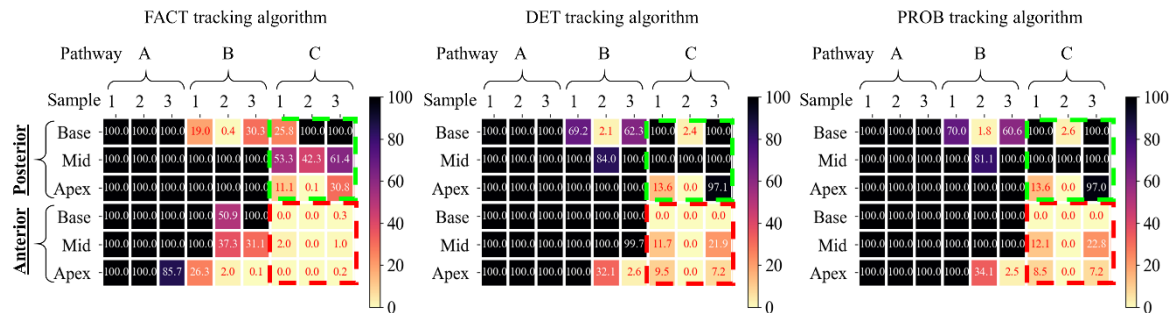 FACT tracking algorithm DET tracking algorithm PROB tracking algorithm
Pathway A B C Pathway A B C Pathway A B C
Sample 1 2 3 1 2 3 1 2 3 100 Sample 1 2 3 1 2 3 1 2 3 100 Sample 1 2 3 1 2 3 1 2 3 100
Posterior
Base 100.0 100.0 100.0 19.0 0.4 30.3 25.8 100.0 100.0 Base 100.0 100.0 100.0 69.2 2.1 62.3 100.0 2.4 100.0 Base 100.0 100.0 100.0 70.0 1.8 60.6 100.0 2.6 100.0
80 80 80
Mid 100.0 100.0 100.0 100.0 100.0 100.0 53.3 42.3 61.4 Mid 100.0 100.0 100.0 100.0 84.0 100.0 100.0 100.0 100.0 Mid 100.0 100.0 100.0 100.0 81.1 100.0 100.0 100.0 100.0
Apex 100.0 100.0 100.0 100.0 100.0 100.0 11.1 0.1 30.8 Apex 100.0 100.0 100.0 100.0 100.0 100.0 13.6 0.0 97.1 Apex 100.0 100.0 100.0 100.0 100.0 100.0 13.6 0.0 97.0
60 60 60
Anterior
Base 100.0 100.0 100.0 100.0 50.9 100.0 0.0 0.0 0.3 Base 100.0 100.0 100.0 100.0 100.0 100.0 0.0 0.0 0.0 Base 100.0 100.0 100.0 100.0 100.0 100.0 0.0 0.0 0.0
40 40 40
Mid 100.0 100.0 100.0 100.0 37.3 31.1 2.0 0.0 1.0 Mid 100.0 100.0 100.0 100.0 100.0 99.7 11.7 0.0 21.9 Mid 100.0 100.0 100.0 100.0 100.0 100.0 12.1 0.0 22.8
20 20 20
Apex 100.0 100.0 85.7 26.3 2.0 0.1 0.0 0.0 0.2 Apex 100.0 100.0 100.0 100.0 32.1 2.6 9.5 0.0 7.2 Apex 100.0 100.0 100.0 100.0 34.1 2.5 8.5 0.0 7.2
0 0 0